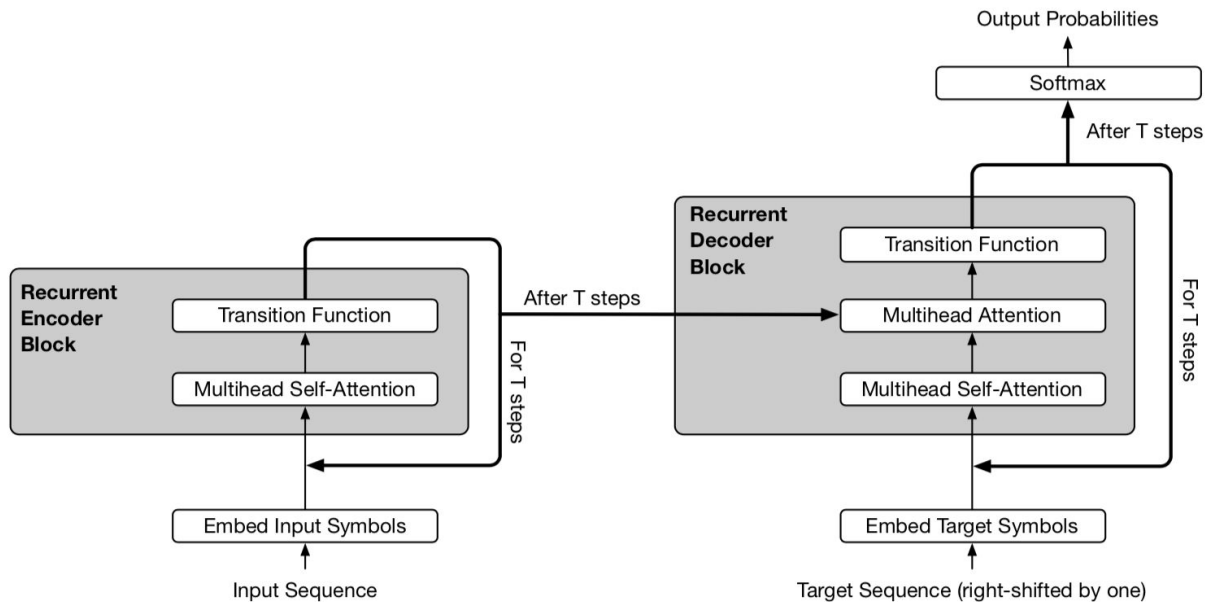 Output Probabilities
Softmax
After T steps
Recurrent
Decoder
Block
Transition Function
For T steps
Multihead Attention
Multihead Self-Attention
Embed Target Symbols
Target Sequence (right-shifted by one)
After T steps
Recurrent
Encoder
Block
Transition Function
For T steps
Multihead Self-Attention
Embed Input Symbols
Input Sequence